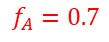 f_A = 0.7